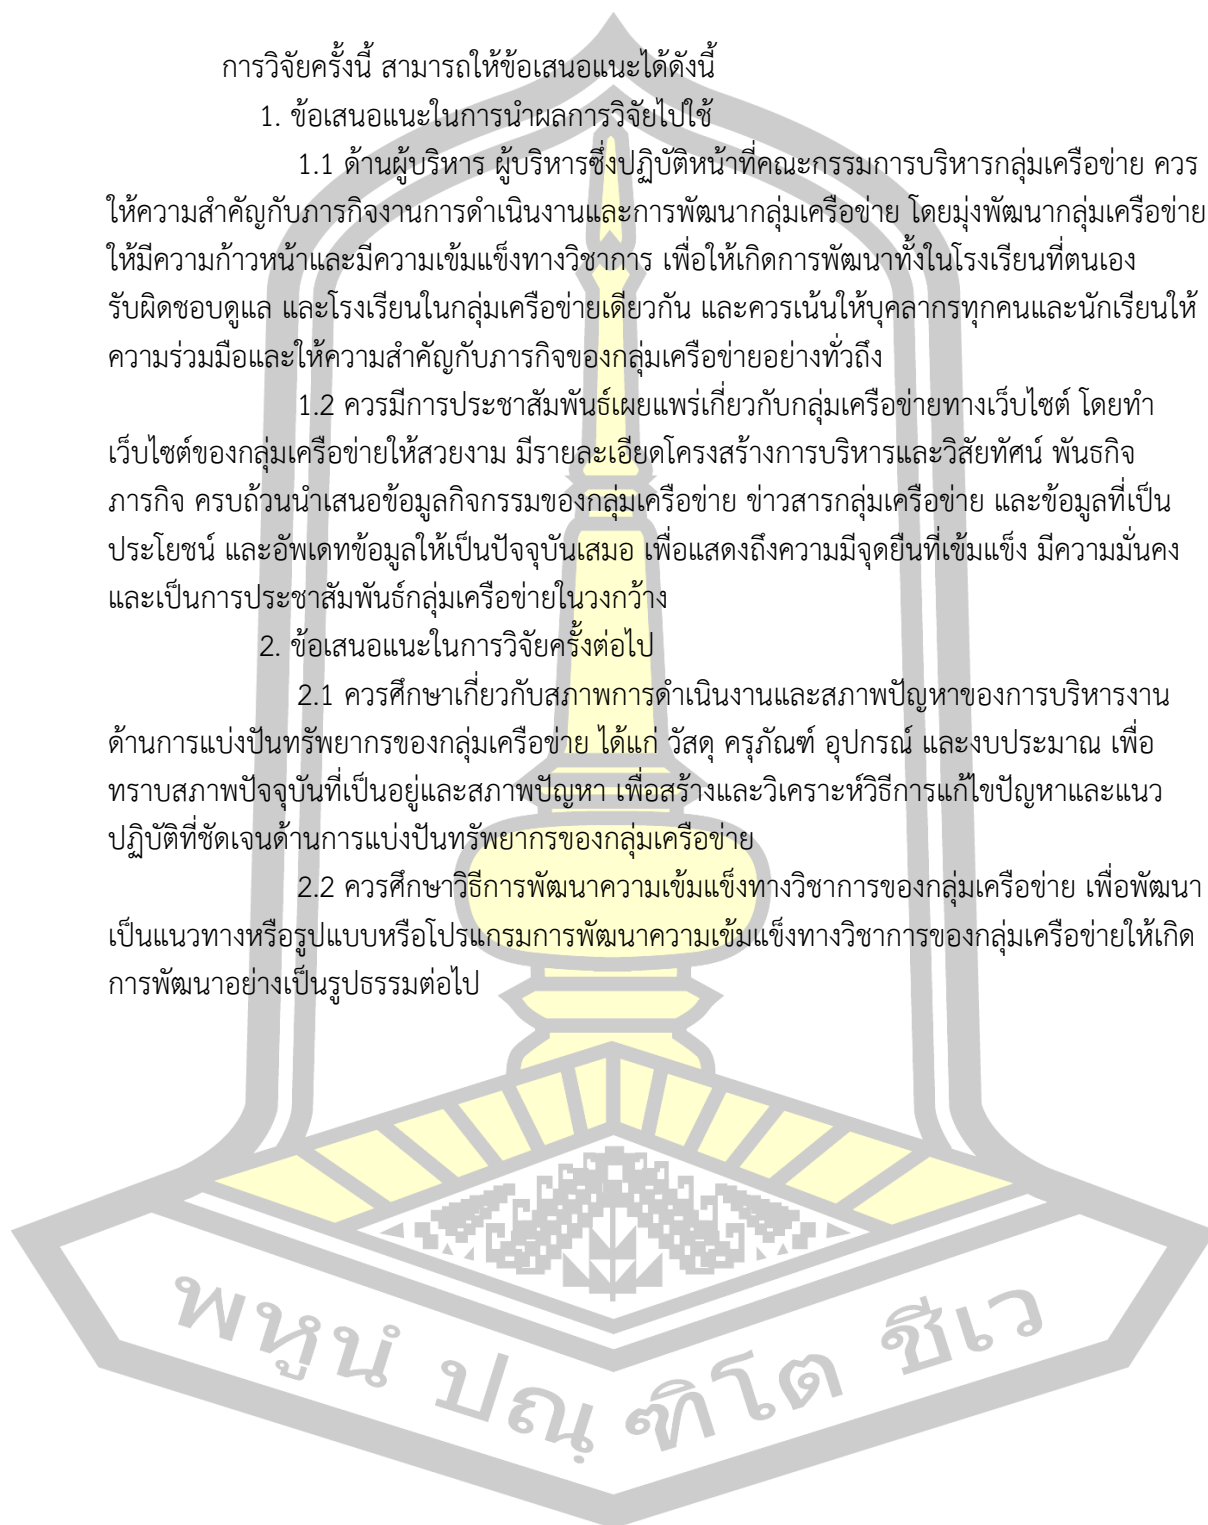 การวิจัยครั้งนี้ สามารถให้ข้อเสนอแนะได้ดังนี้
1. ข้อเสนอแนะในการนำผลการวิจัยไปใช้
1.1 ด้านผู้บริหาร ผู้บริหารซึ่งปฏิบัติหน้าที่คณะกรรมการบริหารกลุ่มเครือข่าย ควร
ให้ความสำคัญกับภารกิจงานการดำเนินงานและการพัฒนากลุ่มเครือข่าย โดยมุ่งพัฒนากลุ่มเครือข่าย
ให้มีความก้าวหน้าและมีความเข้มแข็งทางวิชาการ เพื่อให้เกิดการพัฒนาทั้งในโรงเรียนที่ตนเอง
รับผิดชอบดูแล และโรงเรียนในกลุ่มเครือข่ายเดียวกัน และควรเน้นให้บุคลากรทุกคนและนักเรียนให้
ความร่วมมือและให้ความสำคัญกับภารกิจของกลุ่มเครือข่ายอย่างทั่วถึง
1.2 ควรมีการประชาสัมพันธ์เผยแพร่เกี่ยวกับกลุ่มเครือข่ายทางเว็บไซต์ โดยทำ
เว็บไซต์ของกลุ่มเครือข่ายให้สวยงาม มีรายละเอียดโครงสร้างการบริหารและวิสัยทัศน์ พันธกิจ
ภารกิจ ครบถ้วนนำเสนอข้อมูลกิจกรรมของกลุ่มเครือข่าย ข่าวสารกลุ่มเครือข่าย และข้อมูลที่เป็น
ประโยชน์ และอัพเดทข้อมูลให้เป็นปัจจุบันเสมอ เพื่อแสดงถึงความมีจุดยืนที่เข้มแข็ง มีความมั่นคง
และเป็นการประชาสัมพันธ์กลุ่มเครือข่ายในวงกว้าง
2. ข้อเสนอแนะในการวิจัยครั้งต่อไป
2.1 ควรศึกษาเกี่ยวกับสภาพการดำเนินงานและสภาพปัญหาของการบริหารงาน
ด้านการแบ่งปันทรัพยากรของกลุ่มเครือข่าย ได้แก่ วัสดุ ครุภัณฑ์ อุปกรณ์ และงบประมาณ เพื่อ
ทราบสภาพปัจจุบันที่เป็นอยู่และสภาพปัญหา เพื่อสร้างและวิเคราะห์วิธีการแก้ไขปัญหาและแนว
ปฏิบัติที่ชัดเจนด้านการแบ่งปันทรัพยากรของกลุ่มเครือข่าย
2.2 ควรศึกษาวิธีการพัฒนาความเข้มแข็งทางวิชาการของกลุ่มเครือข่าย เพื่อพัฒนา
เป็นแนวทางหรือรูปแบบหรือโปรแกรมการพัฒนาความเข้มแข็งทางวิชาการของกลุ่มเครือข่ายให้เกิด
การพัฒนาอย่างเป็นรูปธรรมต่อไป
พหูนํ ปณฺฑิโต ชีเว